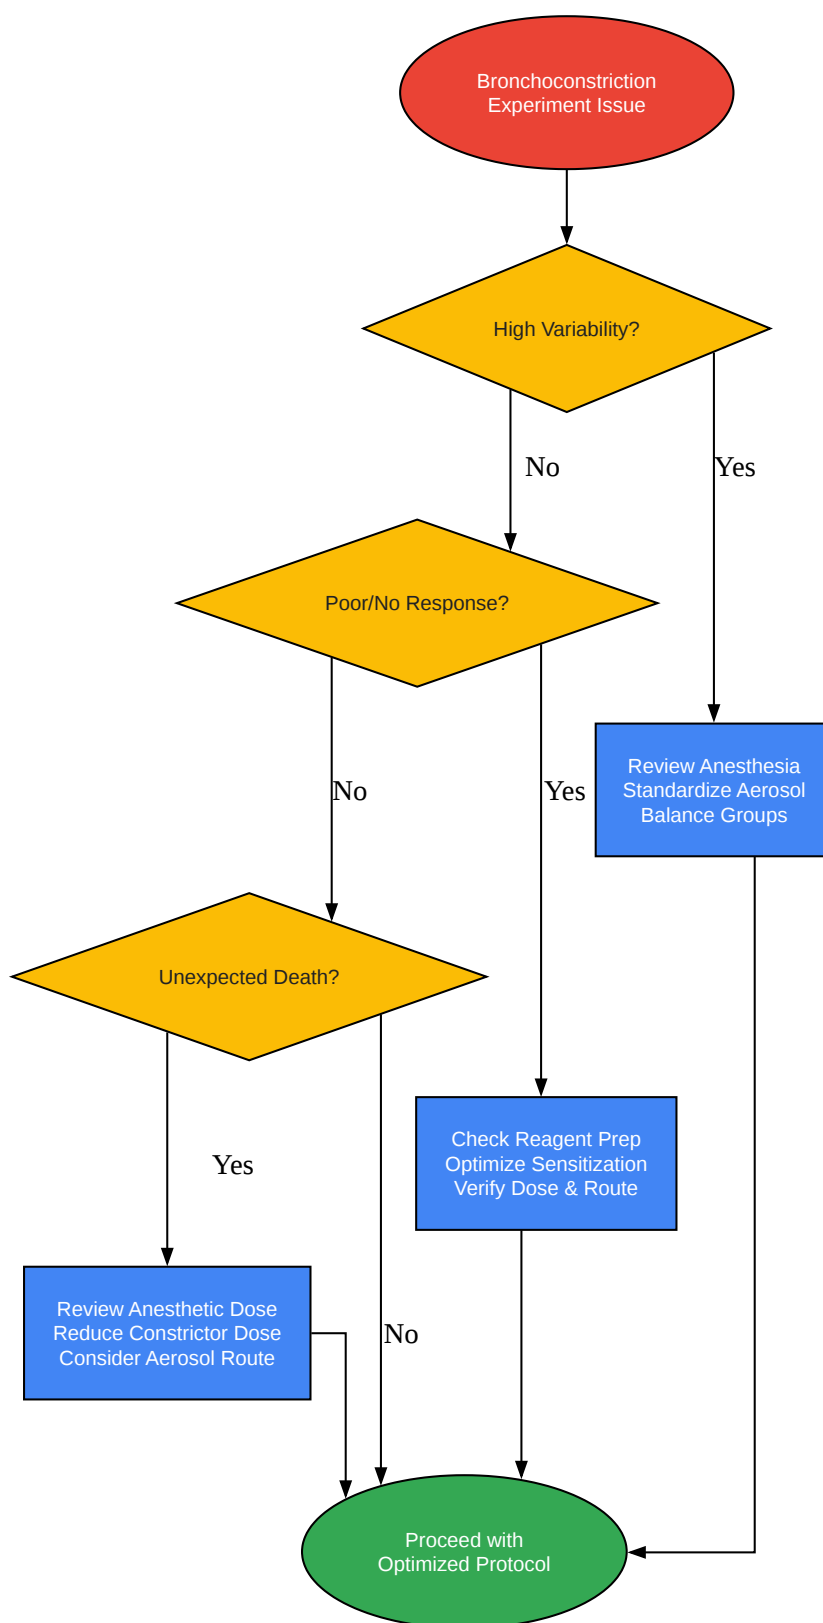 Bronchoconstriction
Experiment Issue
High Variability?
No
Yes
Poor/No Response?
Review Anesthesia
Standardize Aerosol
Balance Groups
No
Yes
Unexpected Death?
Check Reagent Prep
Optimize Sensitization
Verify Dose & Route
Yes
Review Anesthetic Dose
Reduce Constrictor Dose
Consider Aerosol Route
No
Proceed with
Optimized Protocol